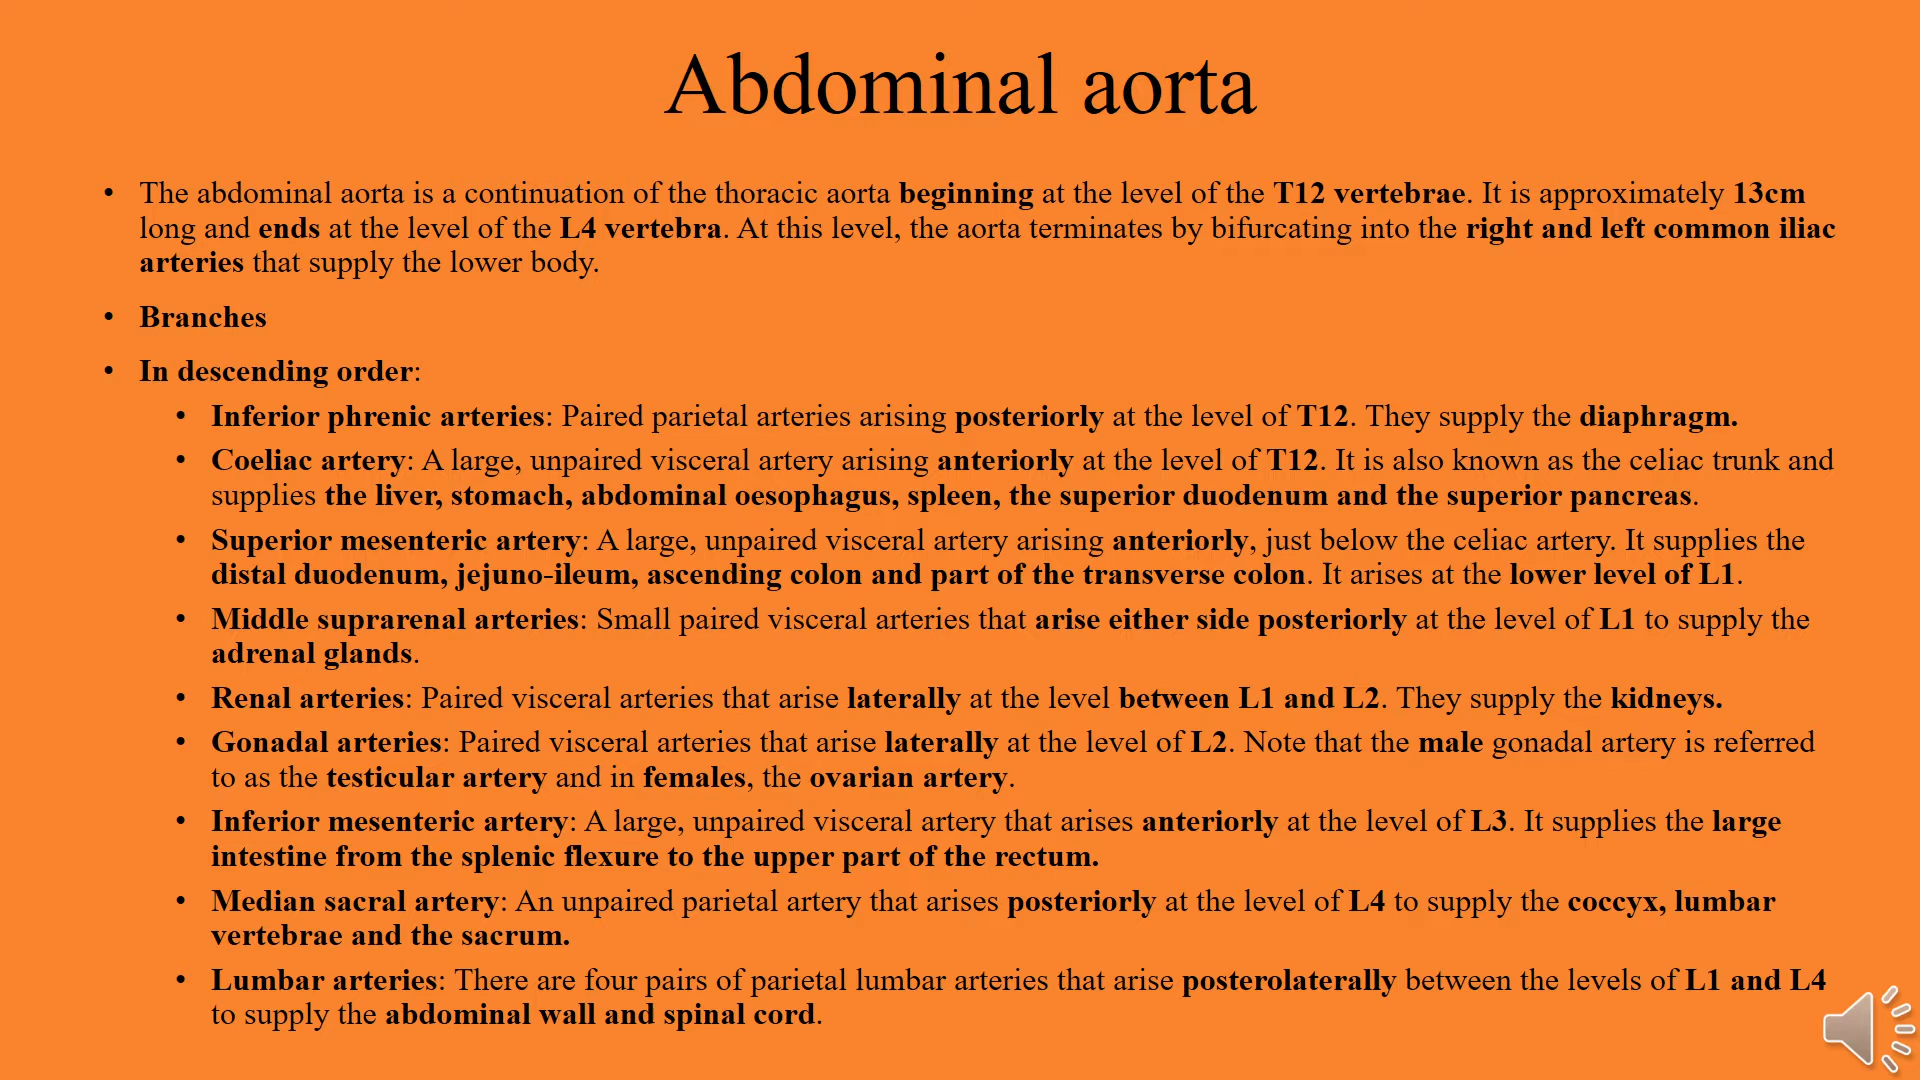 Abdominal aorta
• The abdominal aorta is a continuation of the thoracic aorta beginning at the level of the T12 vertebrae. It is approximately 13cm
long and ends at the level of the L4 vertebra. At this level, the aorta terminates by bifurcating into the right and left common iliac
arteries that supply the lower body.
• Branches
• In descending order:
• Inferior phrenic arteries: Paired parietal arteries arising posteriorly at the level of T12. They supply the diaphragm.
• Coeliac artery: A large, unpaired visceral artery arising anteriorly at the level of T12. It is also known as the celiac trunk and
supplies the liver, stomach, abdominal oesophagus, spleen, the superior duodenum and the superior pancreas.
• Superior mesenteric artery: A large, unpaired visceral artery arising anteriorly, just below the celiac artery. It supplies the
distal duodenum, jejuno-ileum, ascending colon and part of the transverse colon. It arises at the lower level of L1.
• Middle suprarenal arteries: Small paired visceral arteries that arise either side posteriorly at the level of L1 to supply the
adrenal glands.
• Renal arteries: Paired visceral arteries that arise laterally at the level between L1 and L2. They supply the kidneys.
• Gonadal arteries: Paired visceral arteries that arise laterally at the level of L2. Note that the male gonadal artery is referred
to as the testicular artery and in females, the ovarian artery.
• Inferior mesenteric artery: A large, unpaired visceral artery that arises anteriorly at the level of L3. It supplies the large
intestine from the splenic flexure to the upper part of the rectum.
• Median sacral artery: An unpaired parietal artery that arises posteriorly at the level of L4 to supply the coccyx, lumbar
vertebrae and the sacrum.
• Lumbar arteries: There are four pairs of parietal lumbar arteries that arise posterolaterally between the levels of L1 and L4
to supply the abdominal wall and spinal cord.